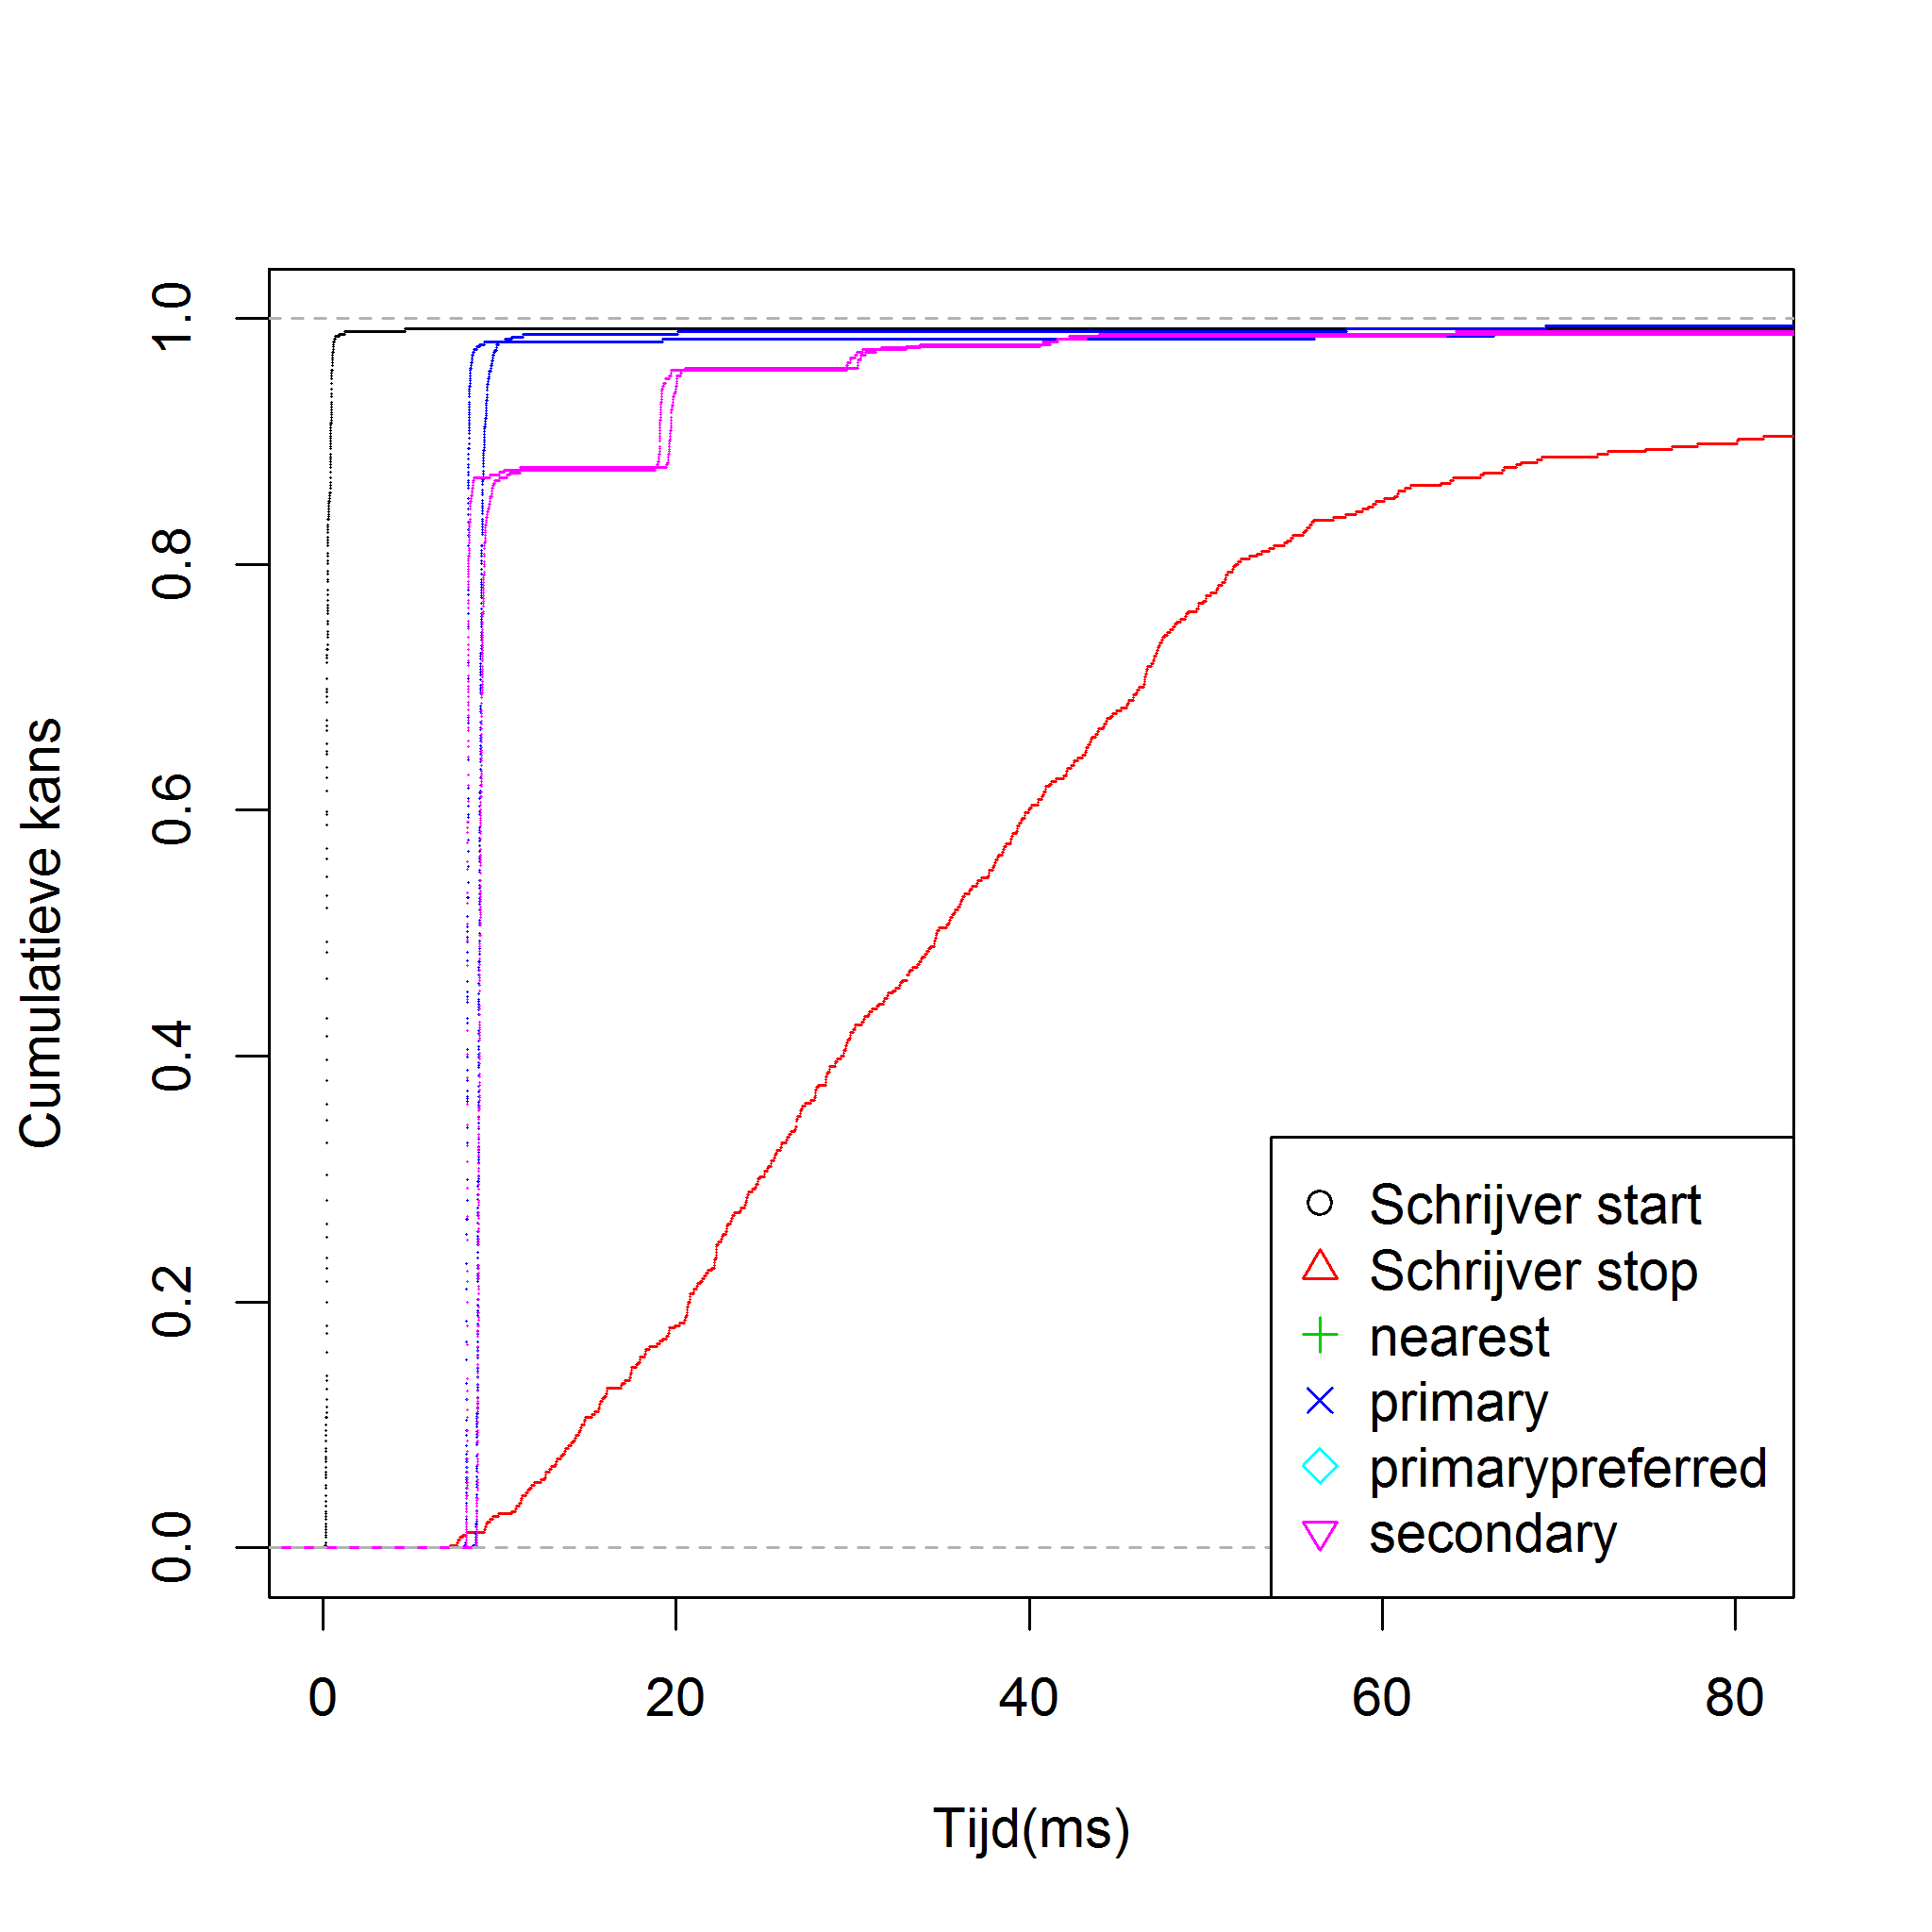 1.0
0.8
0.6
0.4
0.2
0.0
Cumulatieve kans
Schrijver start
Schrijver stop
nearest
primary
primarypreferred
secondary
0 20 40 60 80
Tijd(ms)